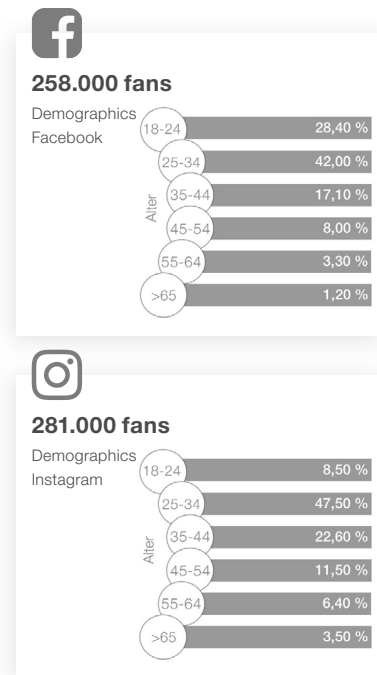 258.000 fans
Demographics
Facebook
Alter
18-24 28,40 %
25-34 42,00 %
35-44 17,10 %
45-54 8,00 %
55-64 3,30 %
>65 1,20 %
281.000 fans
Demographics
Instagram
Alter
18-24 8,50 %
25-34 47,50 %
35-44 22,60 %
45-54 11,50 %
55-64 6,40 %
>65 3,50 %